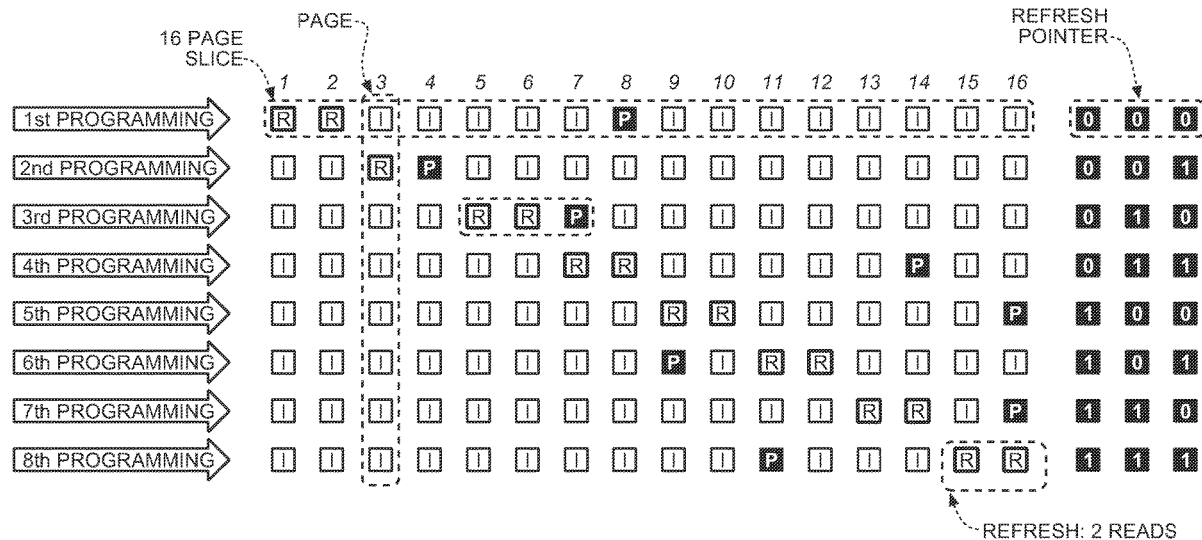 PAGE
REFRESH
POINTER
16 PAGE
SLICE
1 2 3 4 5 6 7 8 9 10 11 12 13 14 15 16
1st PROGRAMMING R R I I I I I P I I I I I I I I 0 0 0
2nd PROGRAMMING I I R P I I I I I I I I I I I I 0 0 1
3rd PROGRAMMING I I I I R R P I I I I I I I I I 0 1 0
4th PROGRAMMING I I I I I I R R I I I I I P I I 0 1 1
5th PROGRAMMING I I I I I I I I R R I I I I I P 1 0 0
6th PROGRAMMING I I I I I I I I P I R R I I I I 1 0 1
7th PROGRAMMING I I I I I I I I I I I I R R I P 1 1 0
8th PROGRAMMING I I I I I I I I I I P I I I R R 1 1 1
REFRESH: 2 READS